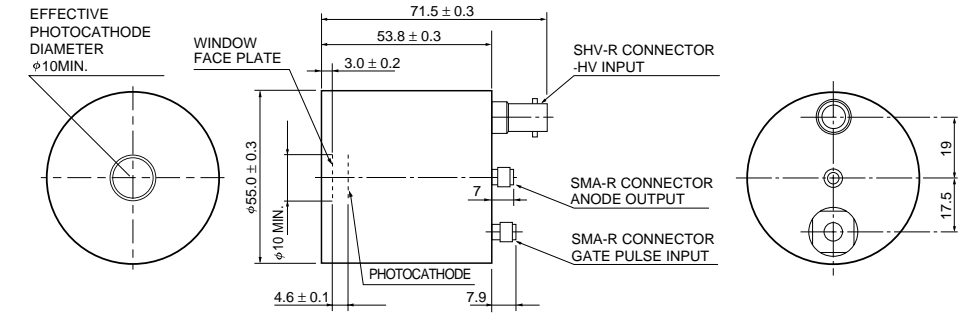 EFFECTIVE
PHOTOCATHODE
DIAMETER
φ10MIN.
WINDOW
FACE PLATE
71.5 ± 0.3
53.8 ± 0.3
3.0 ± 0.2
SHV-R CONNECTOR
-HV INPUT
φ55.0 ± 0.3
φ10 MIN.
7
SMA-R CONNECTOR
ANODE OUTPUT
SMA-R CONNECTOR
GATE PULSE INPUT
PHOTOCATHODE
4.6 ± 0.1
7.9
19
17.5